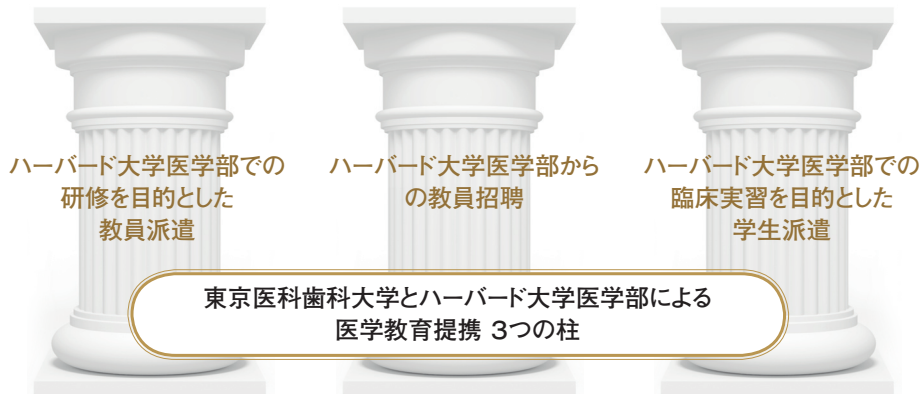 ハーバード大学医学部での
研修を目的とした
教員派遣
ハーバード大学医学部から
の教員招聘
ハーバード大学医学部での
臨床実習を目的とした
学生派遣
東京医科歯科大学とハーバード大学医学部による
医学教育提携 3つの柱